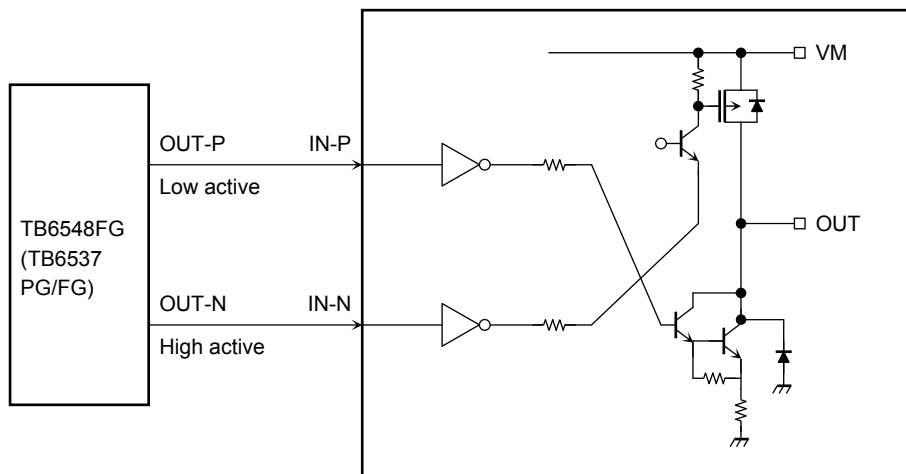 VM
OUT-P
IN-P
Low active
TB6548FG
(TB6537
PG/FG)
OUT
OUT-N
IN-N
High active